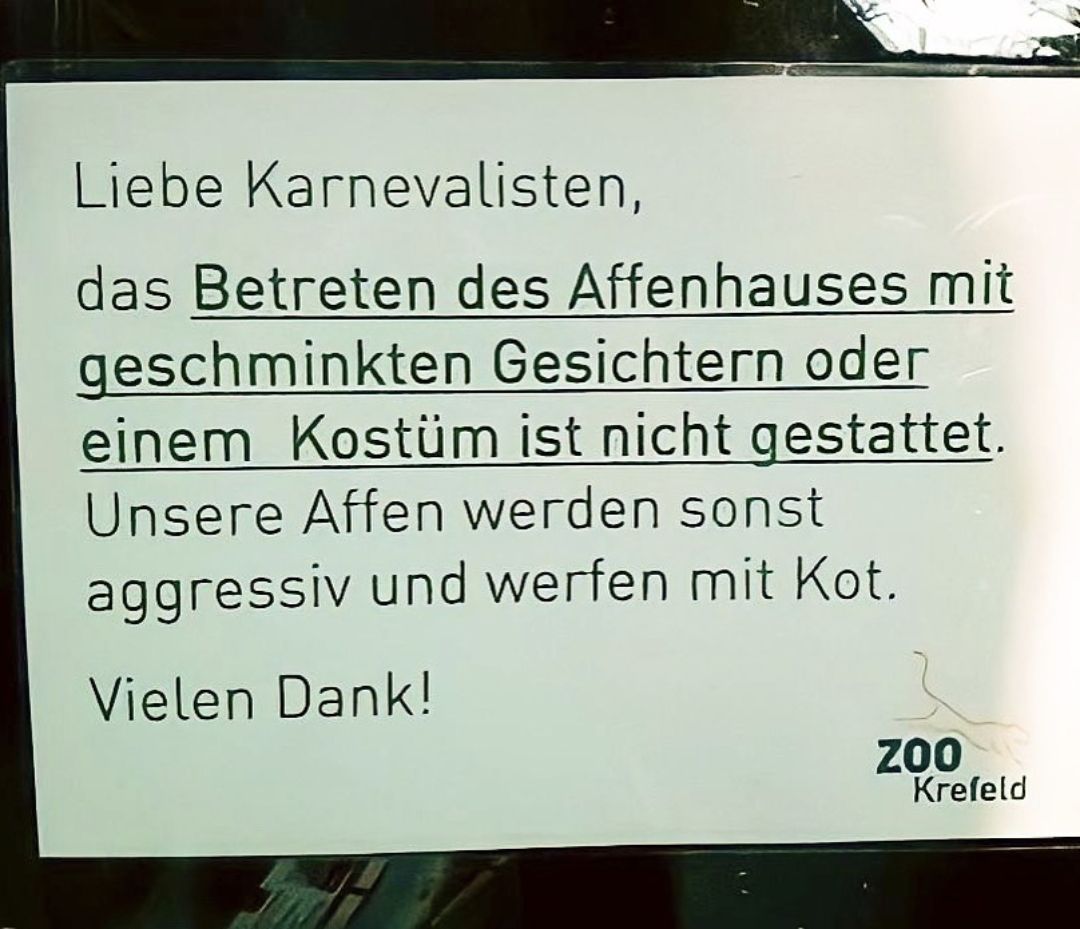 Liebe Karnevalisten,
das Betreten des Affenhauses mit
geschminkten Gesichtern oder
einem Kostüm ist nicht gestattet.
Unsere Affen werden sonst
aggressiv und werfen mit Kot.
Vielen Dank!
ZOO
Krefeld